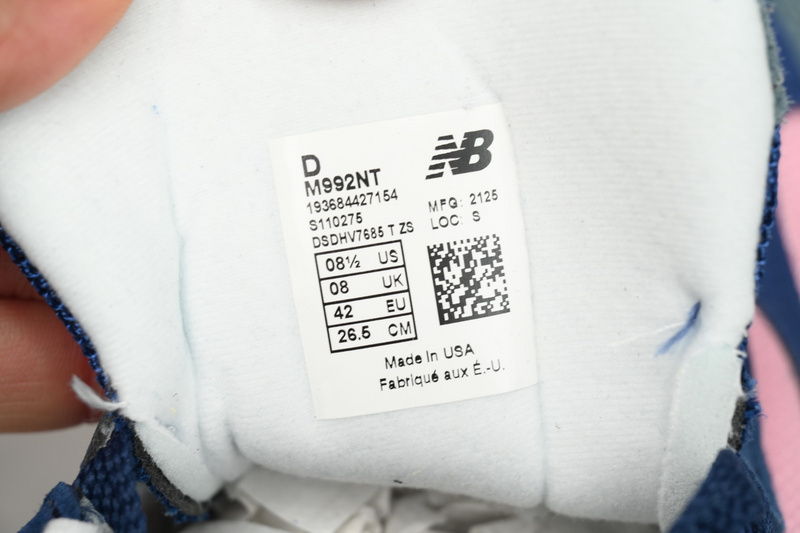 D
M992NT
193684427154
S110275
DSDHV7685 T ZS
NB
MFG: 2125
LOC: S
08½ US
08 UK
42 EU
26.5 CM
Made In USA
Fabriqué aux É.-U.